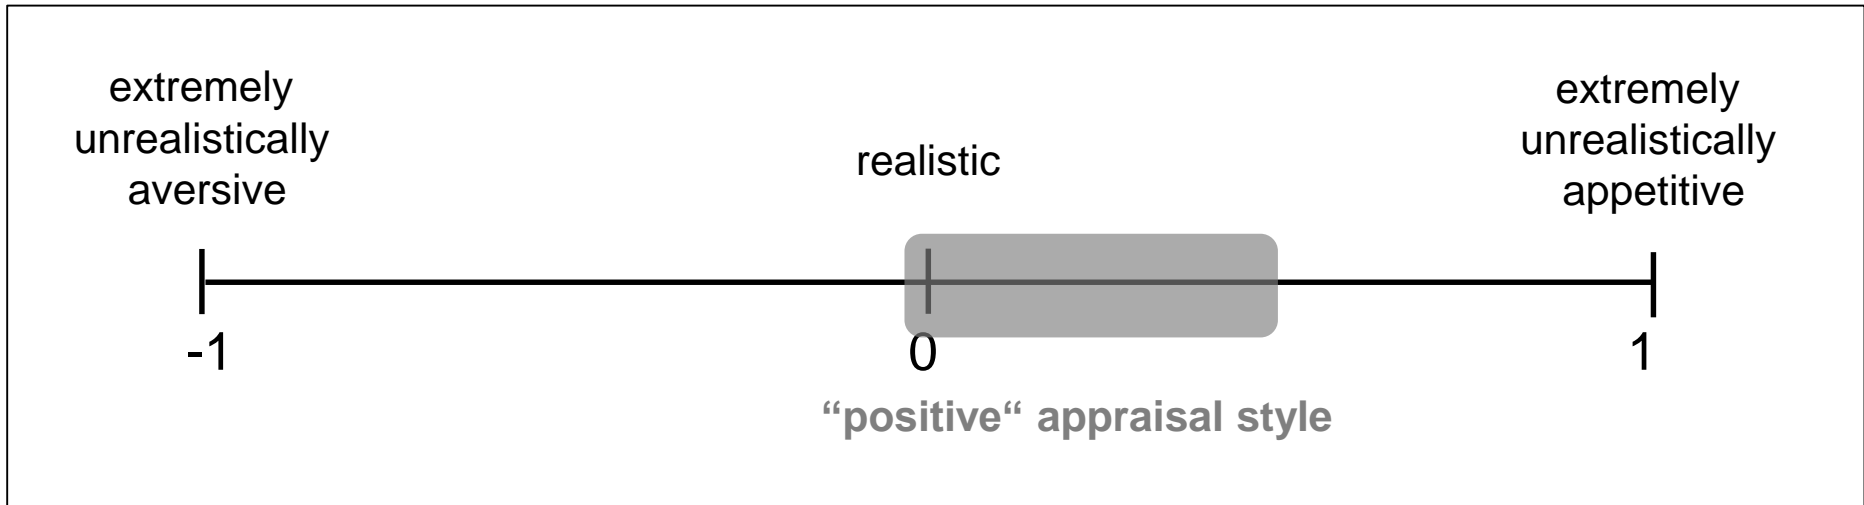 extremely
unrealistically
aversive
realistic
extremely
unrealistically
appetitive
-1
0
1
“positive“ appraisal style